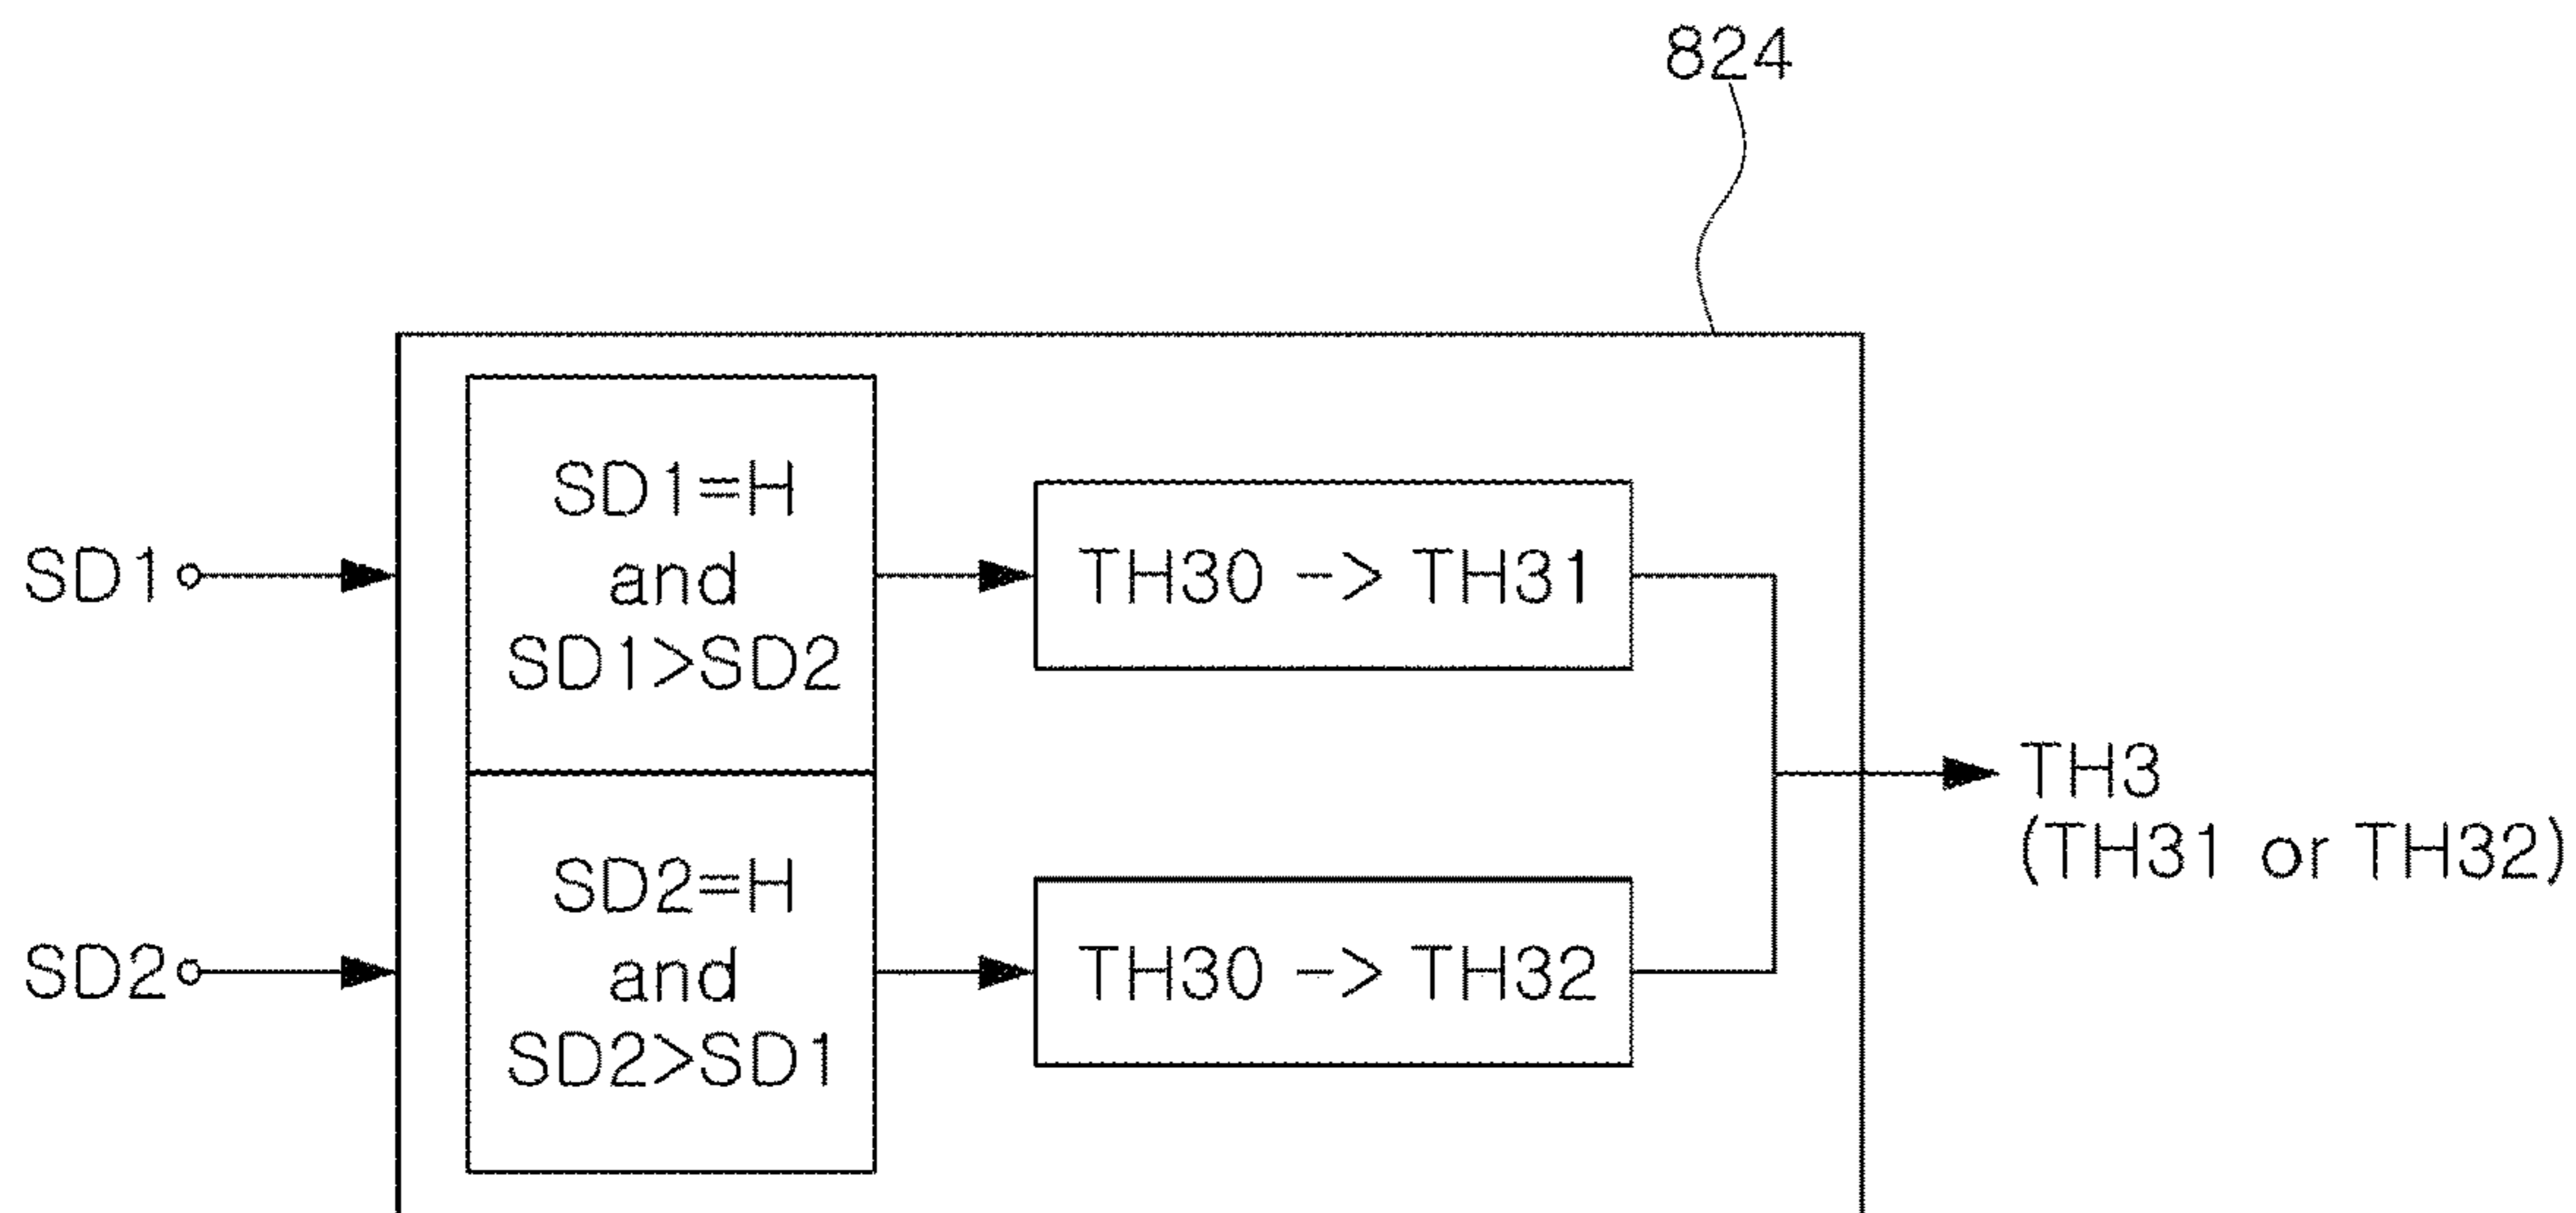 824
SD1=H
and
SD1>SD2
TH30 -> TH31
SD1
TH3
(TH31 or TH32)
SD2=H
and
SD2>SD1
TH30 -> TH32
SD2